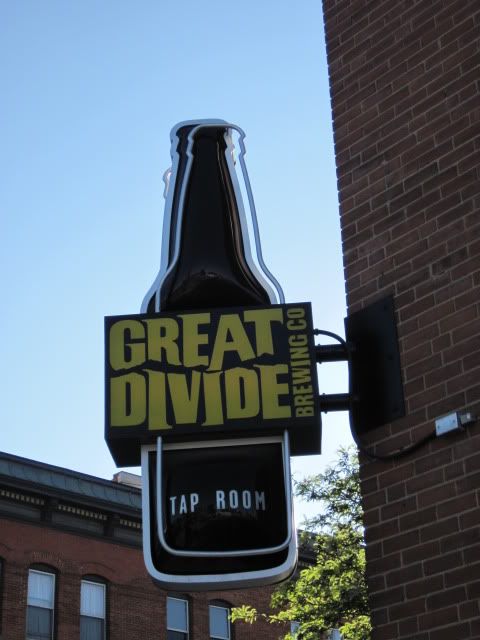 GREAT
DIVIDE
BREWING CO
TAP ROOM